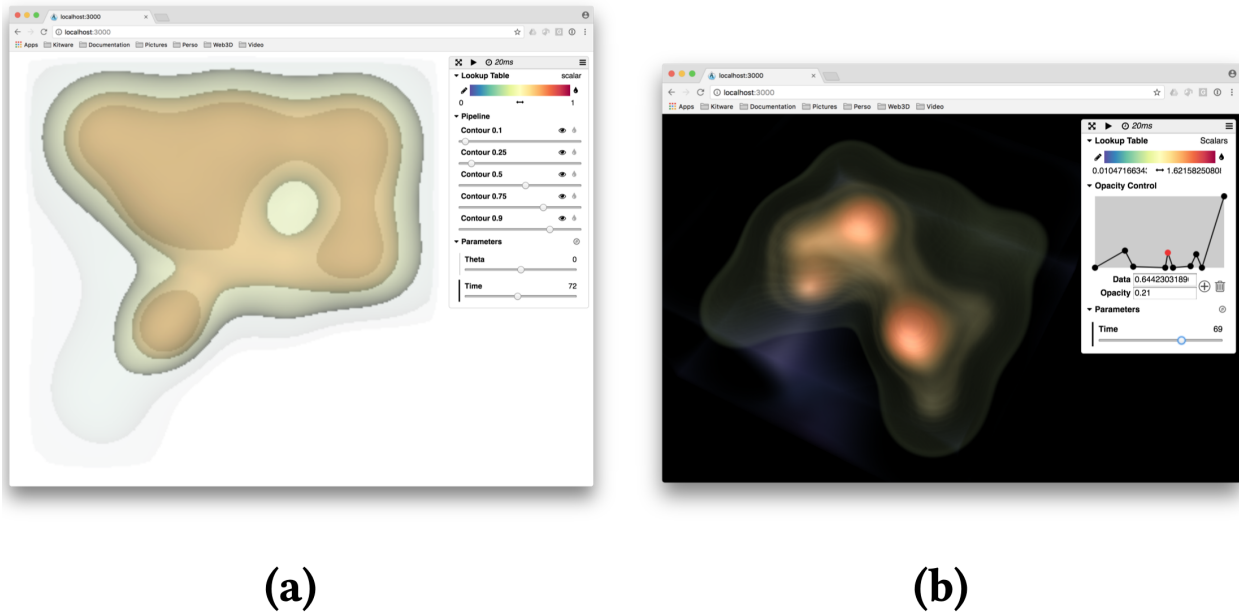 localhost:3000
localhost:3000
Apps Kitware Documentation Pictures Perso Web3D Video
20ms
Lookup Table scalar
0 1
Pipeline
Contour 0.1
Contour 0.25
Contour 0.5
Contour 0.75
Contour 0.9
Parameters
Theta 0
Time 72
(a)
localhost:3000
localhost:3000
Apps Kitware Documentation Pictures Perso Web3D Video
20ms
Lookup Table Scalars
Opacity Control
Data
Opacity 0.21
Parameters
Time 69
(b)